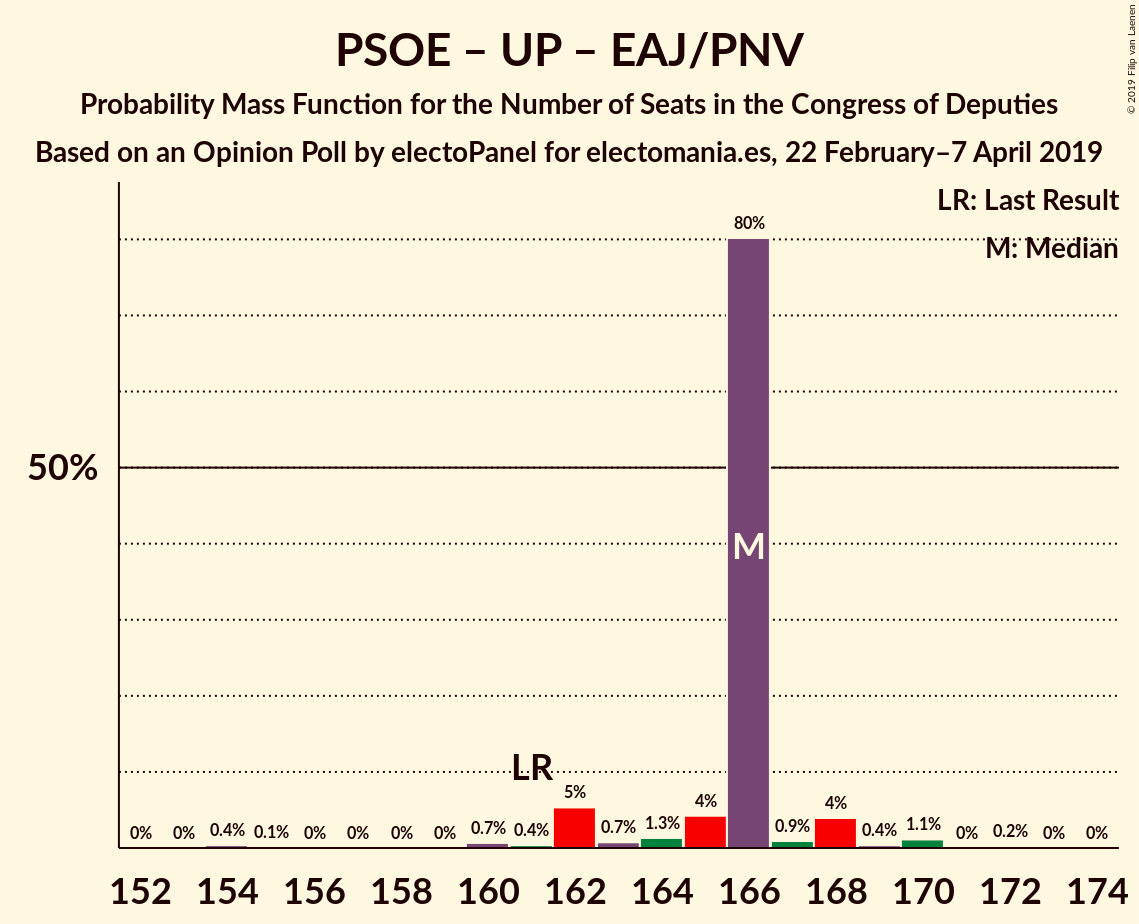 PSOE – UP – EAJ/PNV
Probability Mass Function for the Number of Seats in the Congress of Deputies
Based on an Opinion Poll by electoPanel for electomania.es, 22 February–7 April 2019
© 2019 Filip van Laenen
LR: Last Result
M: Median
50%
0% 0% 0.4% 0.1% 0% 0% 0% 0% 0.7% 0.4% 5% 0.7% 1.3% 4% 80% 0.9% 4% 0.4% 1.1% 0% 0.2% 0% 0%
LR
M
152 154 156 158 160 162 164 166 168 170 172 174